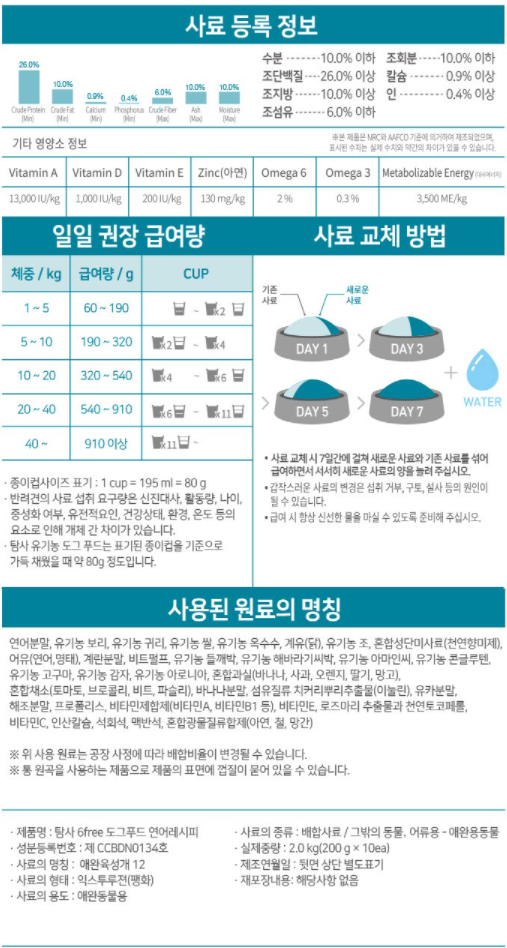 사료 등록 정보
26.0%
10.0%
0.9%
0.4%
6.0%
10.0%
10.0%
Crude Protein (Min)
Crude Fat (Min)
Calcium (Min)
Phosphorus (Min)
Crude Fiber (Max)
Ash (Max)
Moisture (Max)
수분 -------- 10.0% 이하 조회분 ----- 10.0% 이하
조단백질 --- 26.0% 이상 칼슘 ------- 0.9% 이상
조지방 ----- 10.0% 이상 인 --------- 0.4% 이상
조섬유 ------ 6.0% 이하
기타 영양소 정보
※본 제품은 NRC와 AAFCO 기준에 의거하여 제조되었으며,
표시된 수치는 실제 수치와 약간의 차이가 있을 수 있습니다.
Vitamin A Vitamin D Vitamin E Zinc(아연) Omega 6 Omega 3 Metabolizable Energy
13,000 IU/kg 1,000 IU/kg 200 IU/kg 130 mg/kg 2 % 0.3 % 3,500 ME/kg
일일 권장 급여량
체중 / kg 급여량 / g CUP
1 ~ 5 60 ~ 190 ~ x2
5 ~ 10 190 ~ 320 x2 ~ x4
10 ~ 20 320 ~ 540 x4 ~ x6
20 ~ 40 540 ~ 910 x6 ~ x11
40 ~ 910 이상 x11 ~
· 종이컵사이즈 표기 : 1 cup = 195 ml = 80 g
· 반려견의 사료 섭취 요구량은 신진대사, 활동량, 나이,
중성화 여부, 유전적요인, 건강상태, 환경, 온도 등의
요소로 인해 개체 간 차이가 있습니다.
· 탐사 유기농 도그 푸드는 표기된 종이컵을 기준으로
가득 채웠을 때 약 80g 정도입니다.
사료 교체 방법
기존
사료
새로운
사료
DAY 1
DAY 3
DAY 5
DAY 7
WATER
• 사료 교체 시 7일간에 걸쳐 새로운 사료와 기존 사료를 섞어
급여하면서 서서히 새로운 사료의 양을 늘려 주십시오.
• 갑작스러운 사료의 변경은 섭취 거부, 구토, 설사 등의 원인이
될 수 있습니다.
• 급여 시 항상 신선한 물을 마실 수 있도록 준비해 주십시오.
사용된 원료의 명칭
연어분말, 유기농 보리, 유기농 귀리, 유기농 쌀, 유기농 옥수수, 계유(닭), 유기농 조, 혼합성단미사료(천연향미제),
어유(연어,명태), 계란분말, 비트펄프, 유기농 들깨박, 유기농 해바라기씨박, 유기농 아마인씨, 유기농 콘글루텐,
유기농 고구마, 유기농 감자, 유기농 아로니아, 혼합과실(바나나, 사과, 오렌지, 딸기, 망고),
혼합채소(토마토, 브로콜리, 비트, 파슬리), 바나나분말, 섬유질류 치커리뿌리추출물(이눌린), 유카분말,
해조분말, 프로폴리스, 비타민제합제(비타민A, 비타민B1 등), 비타민E, 로즈마리 추출물과 천연토코페롤,
비타민C, 인산칼슘, 석회석, 맥반석, 혼합광물질류합제(아연, 철, 망간)
※ 위 사용 원료는 공장 사정에 따라 배합비율이 변경될 수 있습니다.
※ 통 원곡을 사용하는 제품으로 제품의 표면에 껍질이 묻어 있을 수 있습니다.
· 제품명 : 탐사 6free 도그푸드 연어레시피
· 성분등록번호 : 제 CCBDN0134호
· 사료의 명칭 : 애완육성개 12
· 사료의 형태 : 익스투루젼(팽화)
· 사료의 용도 : 애완동물용
· 사료의 종류 : 배합사료 / 그밖의 동물, 어류용 - 애완용동물
· 실제중량 : 2.0 kg(200 g × 10ea)
· 제조연월일 : 뒷면 상단 별도표기
· 재포장내용: 해당사항 없음